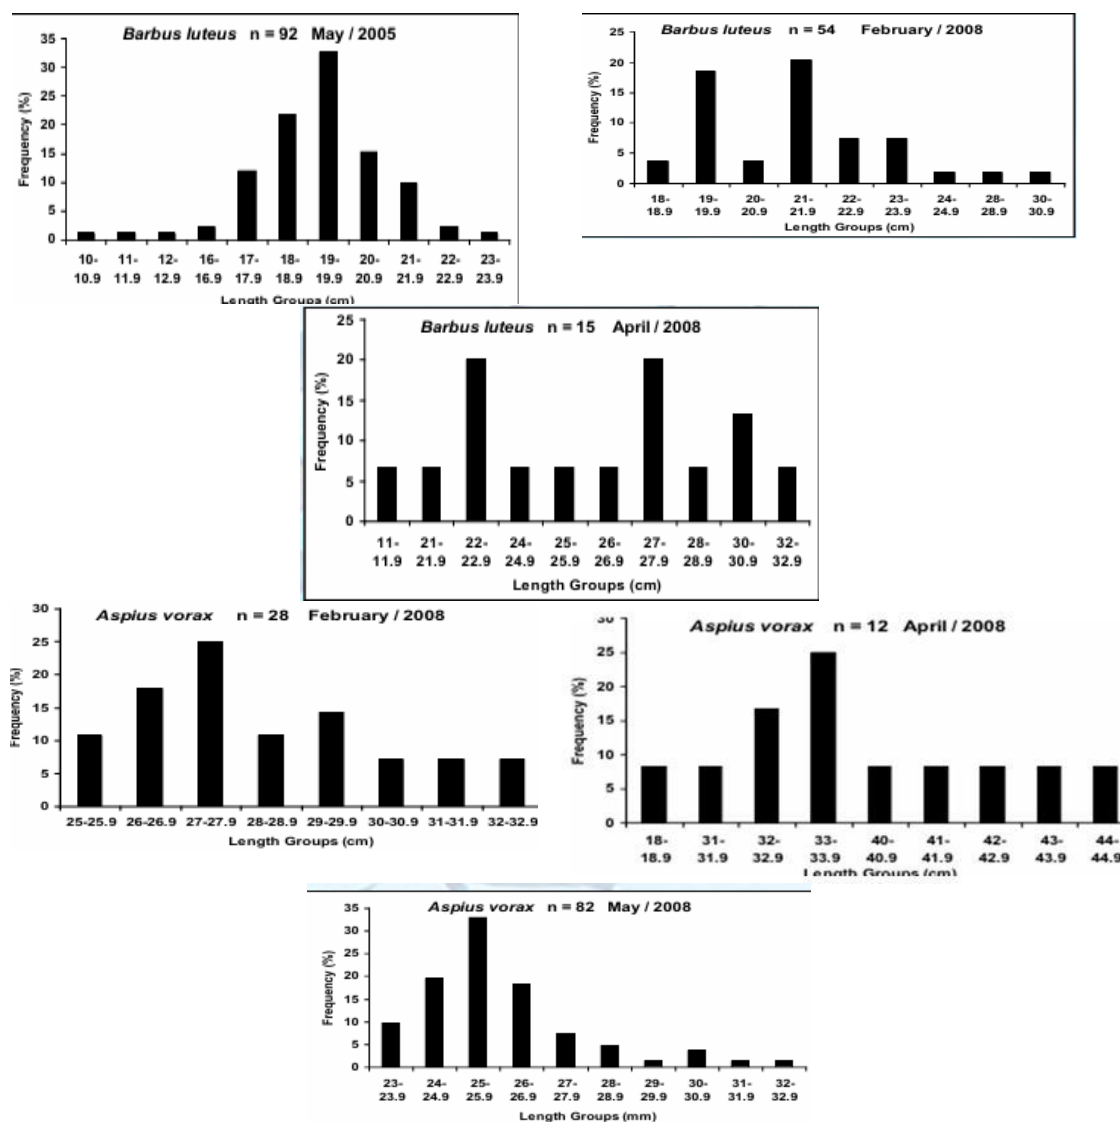 Barbus luteus n = 92 May / 2005
Frequency (%)
35
30
25
20
15
10
5
0
10- 11- 12- 16- 17- 18- 19- 20- 21- 22- 23-
10.9 11.9 12.9 16.9 17.9 18.9 19.9 20.9 21.9 22.9 23.9
Length Groupa (cm)
Barbus luteus n = 54 February / 2008
Frequency (%)
25
20
15
10
5
0
18- 19- 20- 21- 22- 23- 24- 28- 30-
18.9 19.9 20.9 21.9 22.9 23.9 24.9 28.9 30.9
Length Groups (cm)
Barbus luteus n = 15 April / 2008
Frequency (%)
25
20
15
10
5
0
11- 21- 22- 24- 25- 26- 27- 28- 30- 32-
11.9 21.9 22.9 24.9 25.9 26.9 27.9 28.9 30.9 32.9
Length Groups (cm)
Aspius vorax n = 28 February / 2008
Frequency (%)
30
25
20
15
10
5
0
25-25.9 26-26.9 27-27.9 28-28.9 29-29.9 30-30.9 31-31.9 32-32.9
Length Groups (cm)
Aspius vorax n = 12 April / 2008
Frequency (%)
30
25
20
15
10
5
0
18- 31- 32- 33- 40- 41- 42- 43- 44-
18.9 31.9 32.9 33.9 40.9 41.9 42.9 43.9 44.9
Length Groups (cm)
Aspius vorax n = 82 May / 2008
Frequency (%)
35
30
25
20
15
10
5
0
23- 24- 25- 26- 27- 28- 29- 30- 31- 32-
23.9 24.9 25.9 26.9 27.9 28.9 29.9 30.9 31.9 32.9
Length Groups (mm)